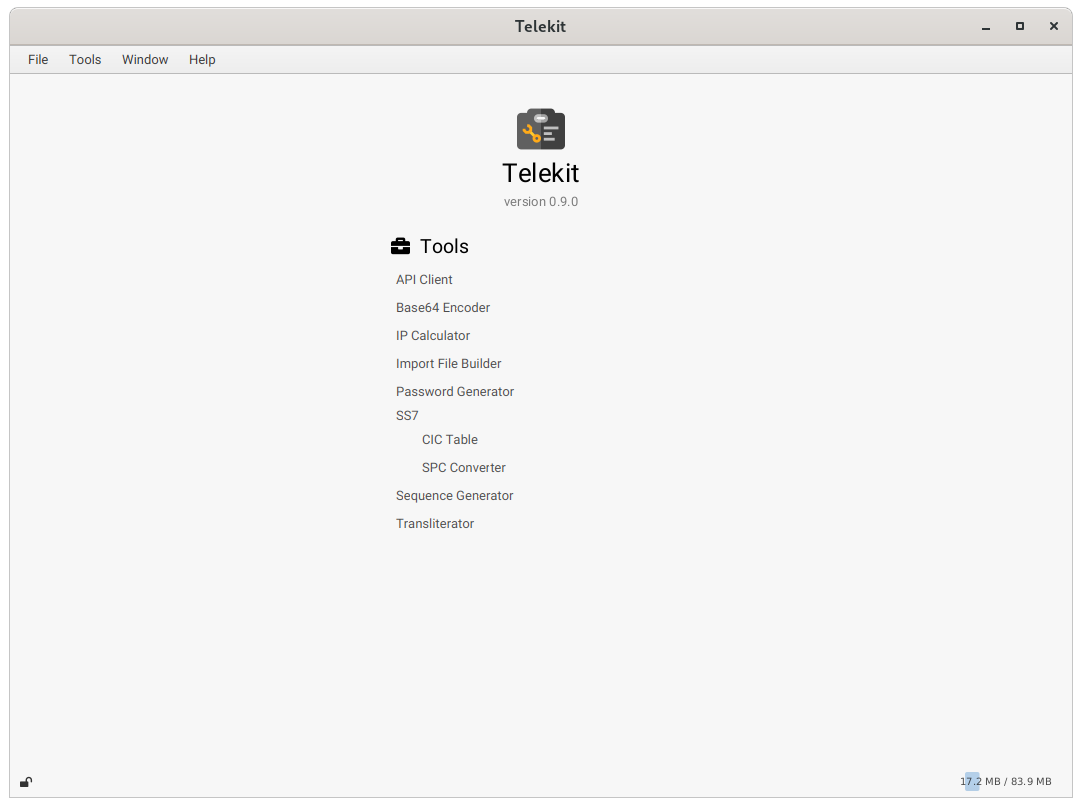 Telekit
File Tools Window Help
Telekit
version 0.9.0
Tools
API Client
Base64 Encoder
IP Calculator
Import File Builder
Password Generator
SS7
CIC Table
SPC Converter
Sequence Generator
Transliterator
17.2 MB / 83.9 MB